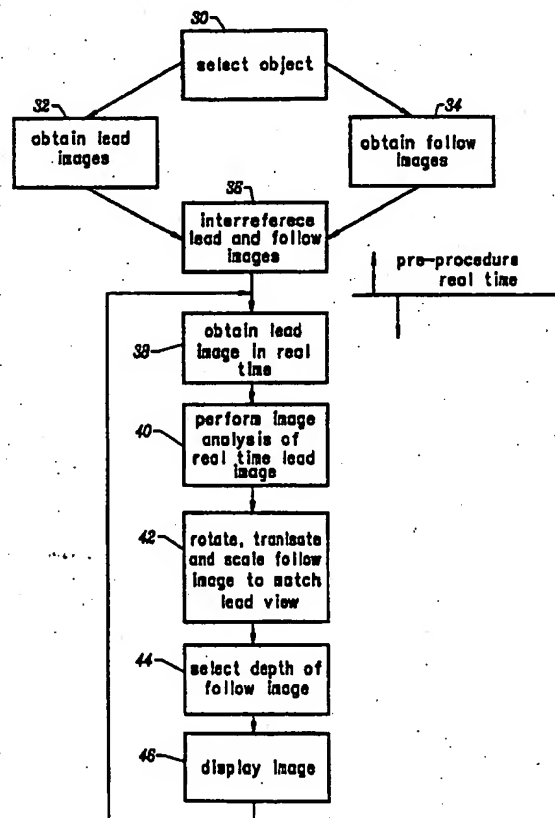 30
select object
32
obtain lead
images
34
obtain follow
images
36
interreferece
lead and follow
images
pre-procedure
real time
38
obtain lead
image in real
time
40
perform image
analysis of
real time lead
image
42
rotate, translate
and scale follow
image to match
lead view
44
select depth of
follow image
46
display image